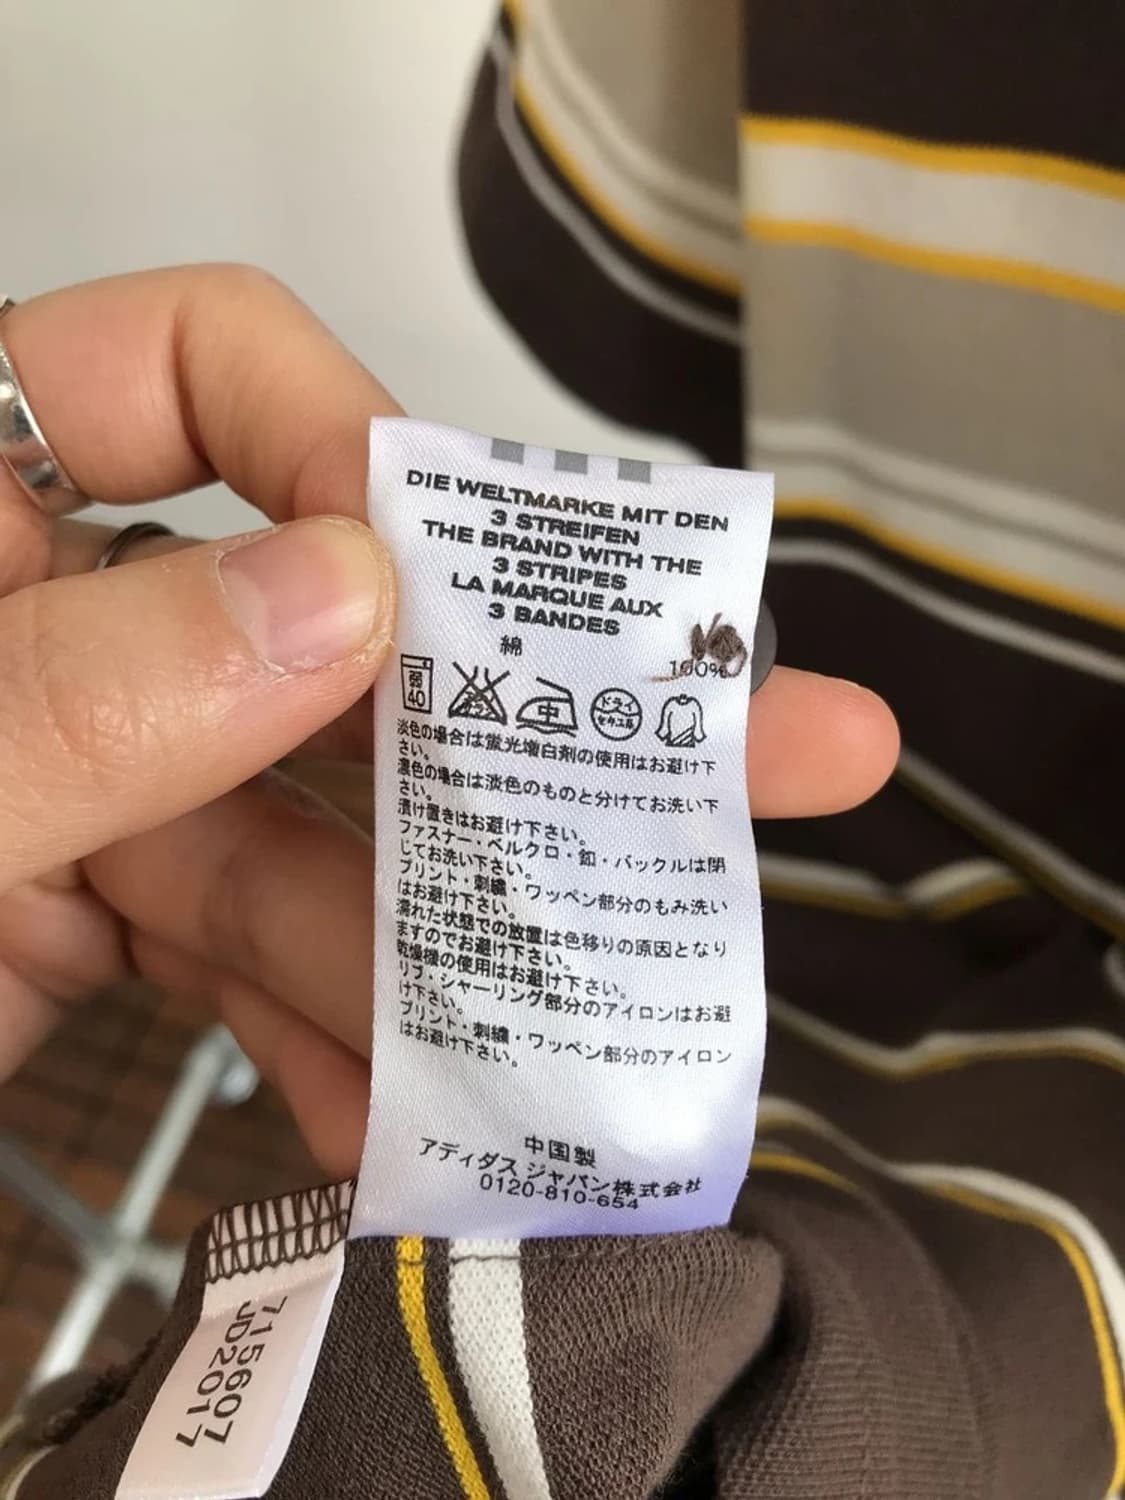 DIE WELTMARKE MIT DEN
3 STREIFEN
THE BRAND WITH THE
3 STRIPES
LA MARQUE AUX
3 BANDES
綿 100%
弱 40 エンソサラシ 中 ドライ セキユ系
淡色の場合は蛍光増白剤の使用はお避け下
さい。
濃色の場合は淡色のものと分けてお洗い下
さい。
漬け置きはお避け下さい。
ファスナー・ベルクロ・釦・バックルは閉
じてお洗い下さい。
プリント・刺繍・ワッペン部分のもみ洗い
はお避け下さい。
濡れた状態での放置は色移りの原因となり
ますのでお避け下さい。
乾燥機の使用はお避け下さい。
リブ・シャーリング部分のアイロンはお避
け下さい。
プリント・刺繍・ワッペン部分のアイロン
はお避け下さい。
中国製
アディダス ジャパン株式会社
0120-810-654
715607
JD2017